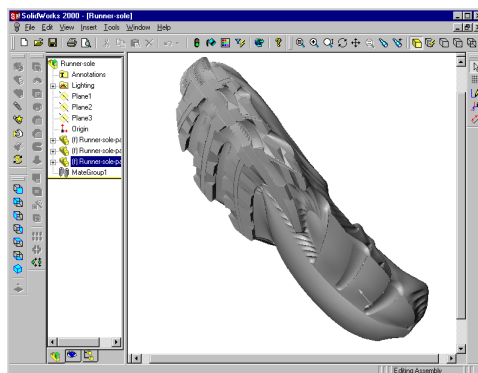 SolidWorks 2000 - [Runner-sole]
File Edit View Insert Tools Window Help
Runner-sole
Annotations
Lighting
Plane1
Plane2
Plane3
Origin
(f) Runner-sole-pa
(f) Runner-sole-pa
(f) Runner-sole-pa
MateGroup1
Editing Assembly